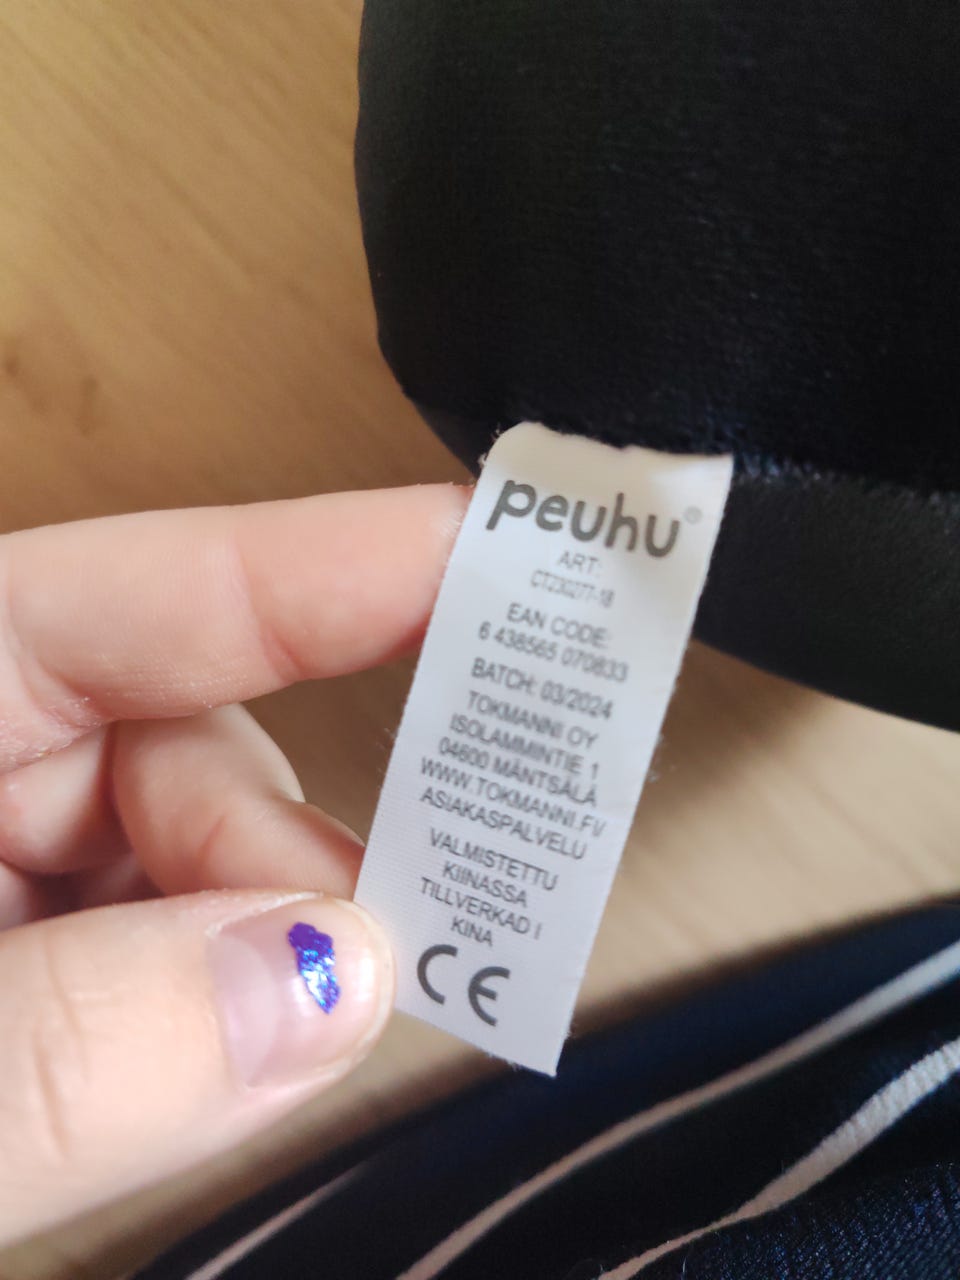 peuhu®
ART:
CT230277-18
EAN CODE:
6 438565 070833
BATCH: 03/2024
TOKMANNI OY
ISOLAMMINTIE 1
04600 MÄNTSÄLÄ
WWW.TOKMANNI.FI/
ASIAKASPALVELU
VALMISTETTU
KIINASSA
TILLVERKAD I
KINA
CE